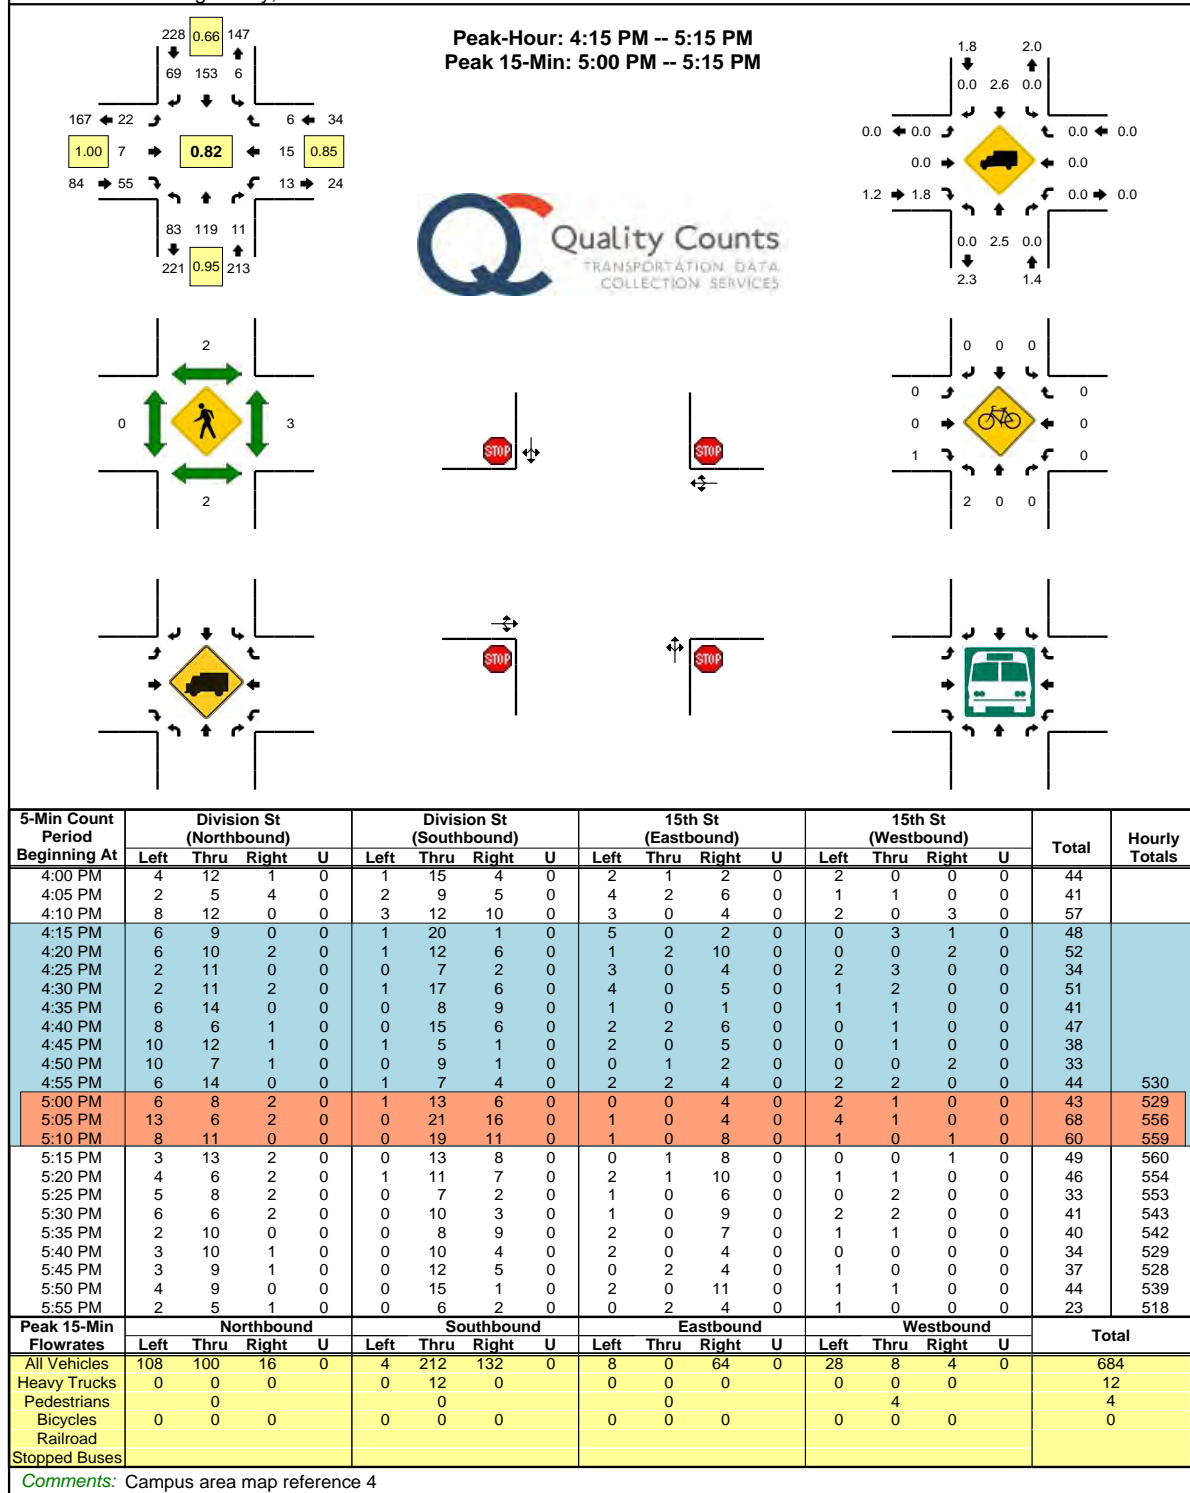 Peak-Hour: 4:15 PM -- 5:15 PM
Peak 15-Min: 5:00 PM -- 5:15 PM
228 0.66 147
69 153 6
167 22 6 34
1.00 7 0.82 15 0.85
84 55 13 24
83 119 11
221 0.95 213
1.8 2.0
0.0 2.6 0.0
0.0 0.0 0.0 0.0
0.0 0.0
1.2 1.8 0.0 0.0
0.0 2.5 0.0
2.3 1.4
QC Quality Counts
TRANSPORTATION DATA
COLLECTION SERVICES
2
0 3
2
STOP STOP
0 0 0
0 0
0 0
1 0
2 0 0
STOP STOP
5-Min Count Period Beginning At Division St (Northbound) Division St (Southbound) 15th St (Eastbound) 15th St (Westbound) Total Hourly Totals
Left Thru Right U Left Thru Right U Left Thru Right U Left Thru Right U
4:00 PM 4 12 1 0 1 15 4 0 2 1 2 0 2 0 0 0 44
4:05 PM 2 5 4 0 2 9 5 0 4 2 6 0 1 1 0 0 41
4:10 PM 8 12 0 0 3 12 10 0 3 0 4 0 2 0 3 0 57
4:15 PM 6 9 0 0 1 20 1 0 5 0 2 0 0 3 1 0 48
4:20 PM 6 10 2 0 1 12 6 0 1 2 10 0 0 0 2 0 52
4:25 PM 2 11 0 0 0 7 2 0 3 0 4 0 2 3 0 0 34
4:30 PM 2 11 2 0 1 17 6 0 4 0 5 0 1 2 0 0 51
4:35 PM 6 14 0 0 0 8 9 0 1 0 1 0 1 1 0 0 41
4:40 PM 8 6 1 0 0 15 6 0 2 2 6 0 0 1 0 0 47
4:45 PM 10 12 1 0 1 5 1 0 2 0 5 0 0 1 0 0 38
4:50 PM 10 7 1 0 0 9 1 0 0 1 2 0 0 0 2 0 33
4:55 PM 6 14 0 0 1 7 4 0 2 2 4 0 2 2 0 0 44 530
5:00 PM 6 8 2 0 1 13 6 0 0 0 4 0 2 1 0 0 43 529
5:05 PM 13 6 2 0 0 21 16 0 1 0 4 0 4 1 0 0 68 556
5:10 PM 8 11 0 0 0 19 11 0 1 0 8 0 1 0 1 0 60 559
5:15 PM 3 13 2 0 0 13 8 0 0 1 8 0 0 0 1 0 49 560
5:20 PM 4 6 2 0 1 11 7 0 2 1 10 0 1 1 0 0 46 554
5:25 PM 5 8 2 0 0 7 2 0 1 0 6 0 0 2 0 0 33 553
5:30 PM 6 6 2 0 0 10 3 0 1 0 9 0 2 2 0 0 41 543
5:35 PM 2 10 0 0 0 8 9 0 2 0 7 0 1 1 0 0 40 542
5:40 PM 3 10 1 0 0 10 4 0 2 0 4 0 0 0 0 0 34 529
5:45 PM 3 9 1 0 0 12 5 0 0 2 4 0 1 0 0 0 37 528
5:50 PM 4 9 0 0 0 15 1 0 2 0 11 0 1 1 0 0 44 539
5:55 PM 2 5 1 0 0 6 2 0 0 2 4 0 1 0 0 0 23 518
Peak 15-Min Flowrates Northbound Southbound Eastbound Westbound Total
Left Thru Right U Left Thru Right U Left Thru Right U Left Thru Right U
All Vehicles 108 100 16 0 4 212 132 0 8 0 64 0 28 8 4 0 684
Heavy Trucks 0 0 0 0 12 0 0 0 0 0 0 0 12
Pedestrians 0 0 0 4 4
Bicycles 0 0 0 0 0 0 0 0 0 0 0 0 0
Railroad
Stopped Buses
Comments: Campus area map reference 4